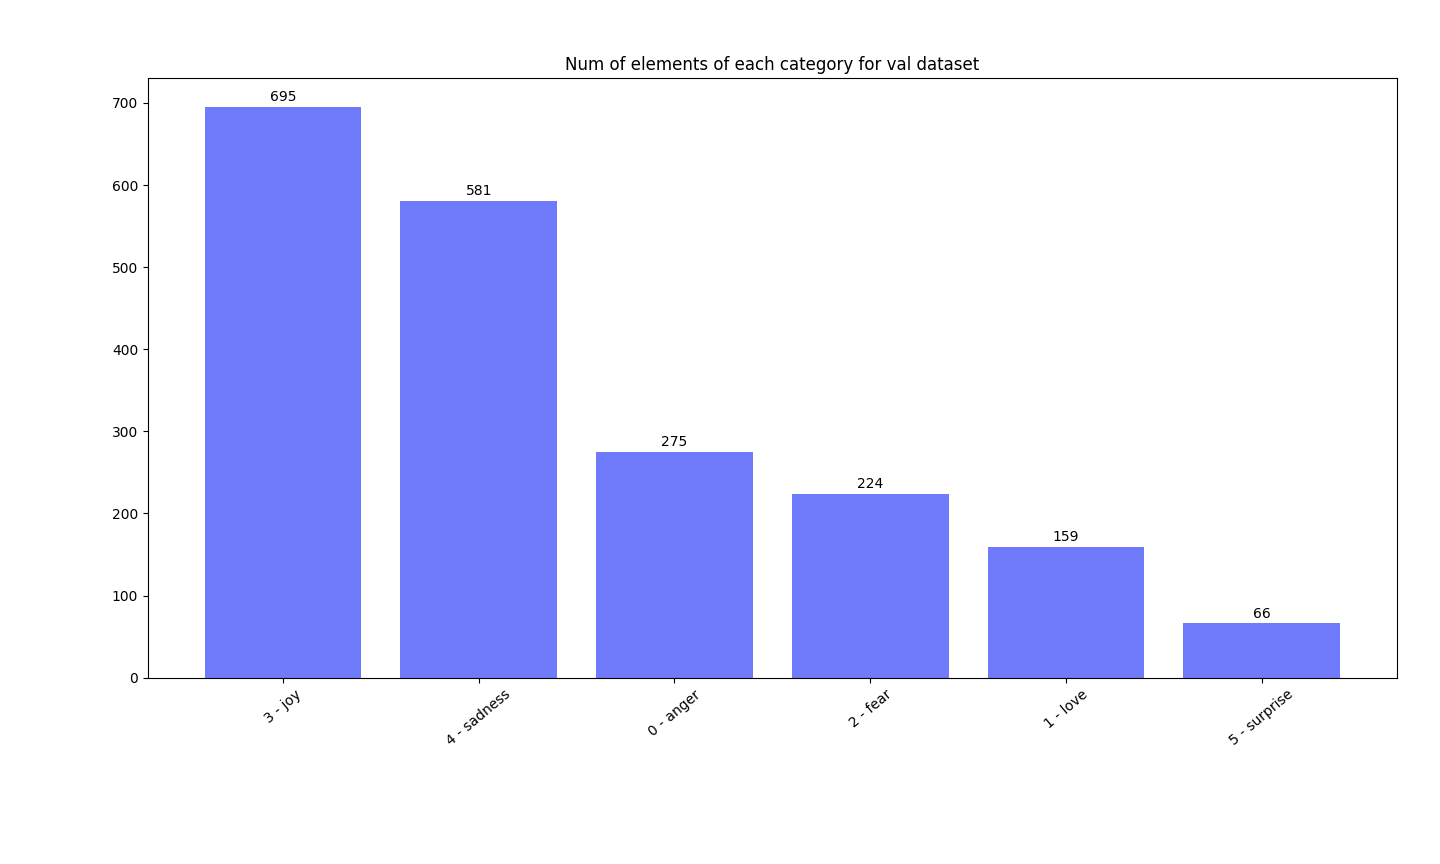 Num of elements of each category for val dataset
700
600
500
400
300
200
100
0
695
581
275
224
159
66
3 - joy
4 - sadness
0 - anger
2 - fear
1 - love
5 - surprise